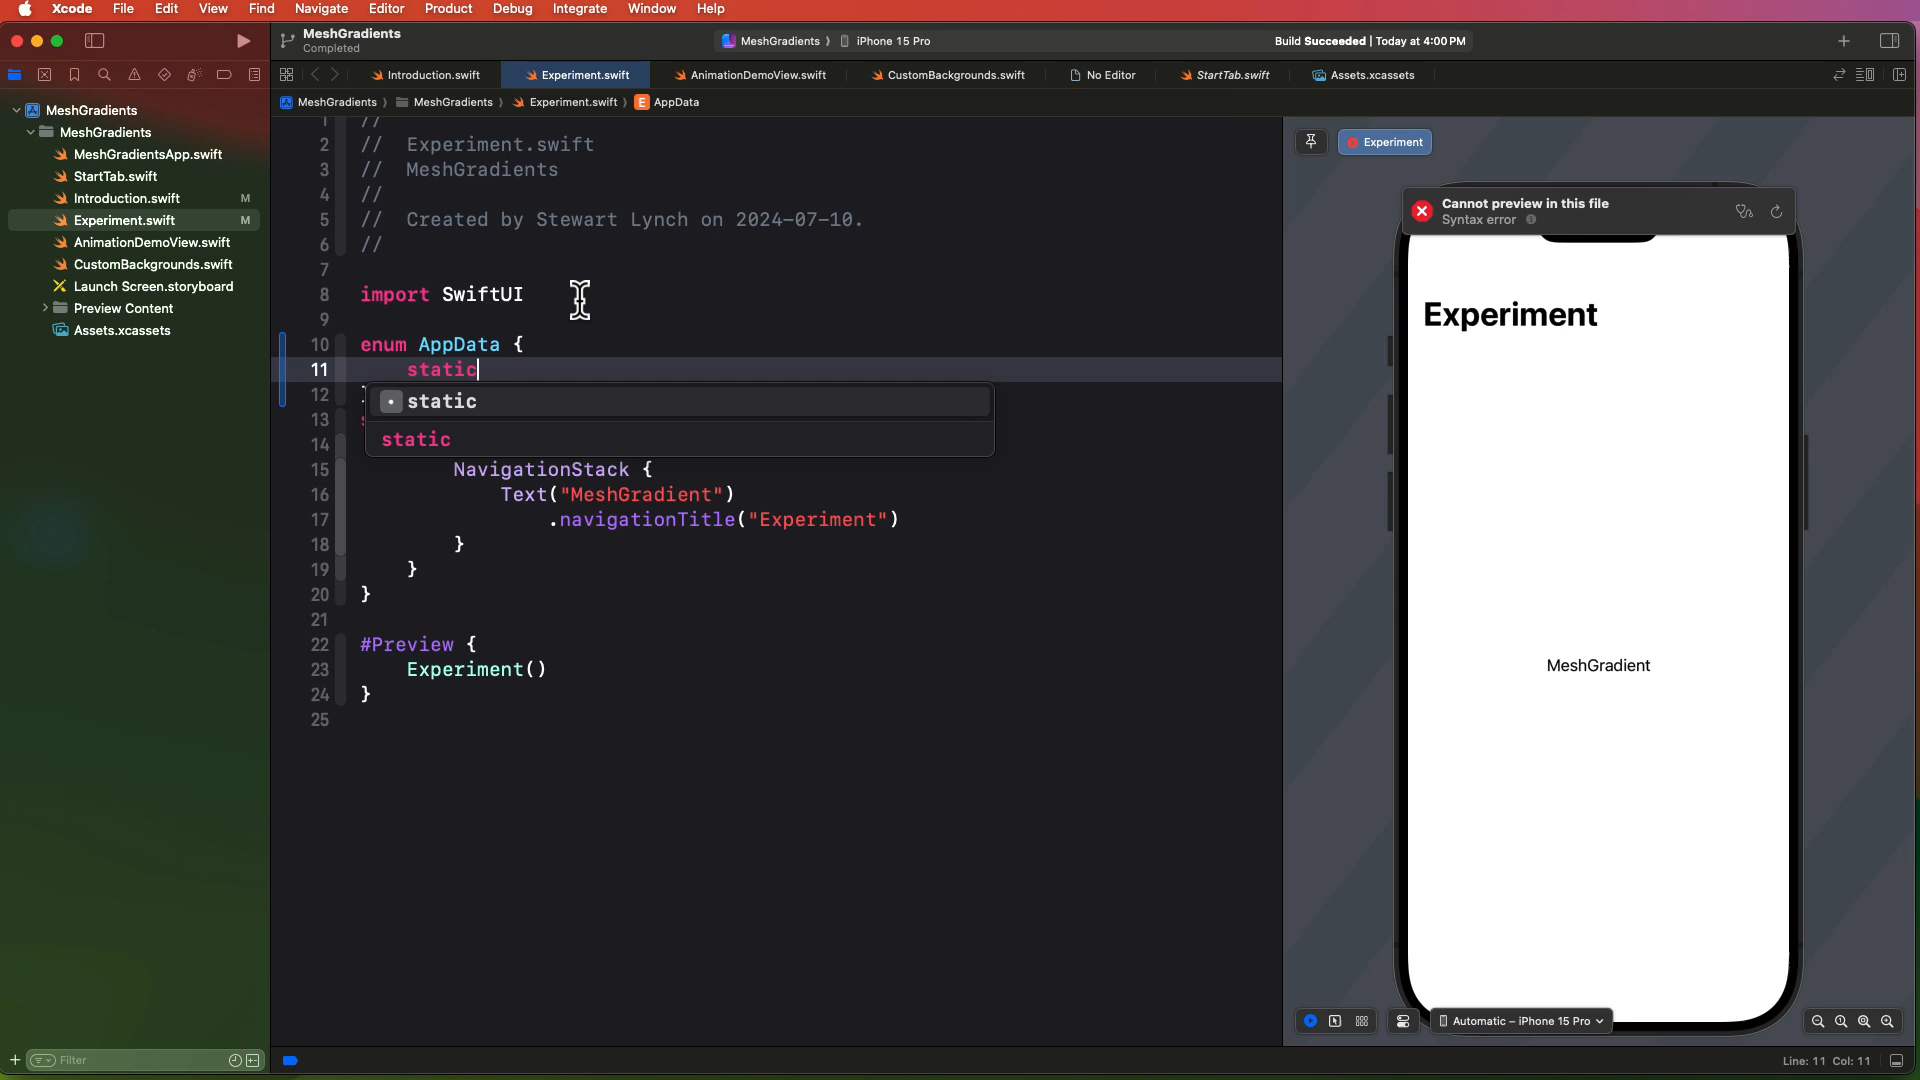 Xcode File Edit View Find Navigate Editor Product Debug Integrate Window Help
MeshGradients
Completed
MeshGradients 〉 iPhone 15 Pro
Build Succeeded | Today at 4:00 PM
Introduction.swift Experiment.swift AnimationDemoView.swift CustomBackgrounds.swift No Editor StartTab.swift Assets.xcassets
MeshGradients 〉 MeshGradients 〉 Experiment.swift 〉 E AppData
MeshGradients
MeshGradients
MeshGradientsApp.swift
StartTab.swift
Introduction.swift M
Experiment.swift M
AnimationDemoView.swift
CustomBackgrounds.swift
Launch Screen.storyboard
Preview Content
Assets.xcassets
Filter
1 //
2 // Experiment.swift
3 // MeshGradients
4 //
5 // Created by Stewart Lynch on 2024-07-10.
6 //
7
8 import SwiftUI
9
10 enum AppData {
11 static
12
static
13
static
14
15 NavigationStack {
16 Text("MeshGradient")
17 .navigationTitle("Experiment")
18 }
19 }
20 }
21
22 #Preview {
23 Experiment()
24 }
25
Experiment
Cannot preview in this file
Syntax error
Experiment
MeshGradient
Automatic – iPhone 15 Pro
Line: 11 Col: 11